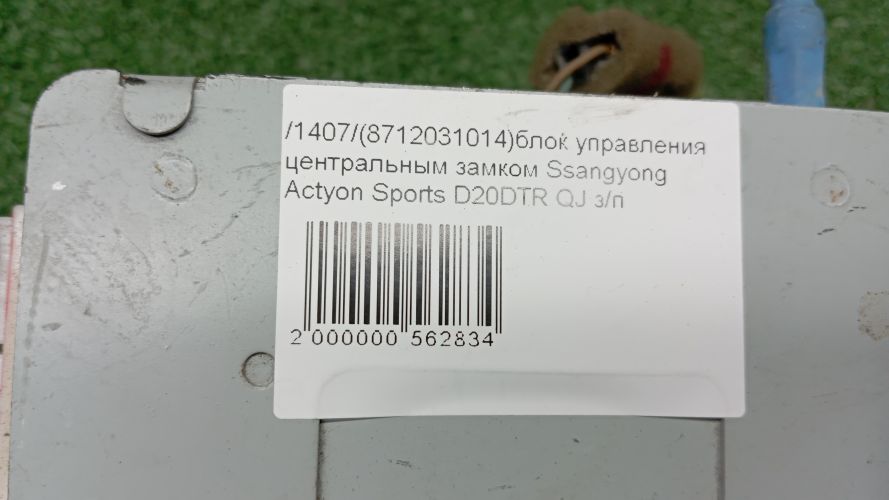 /1407/(8712031014)блок управления
центральным замком Ssangyong
Actyon Sports D20DTR QJ з/п
2 000000 562834